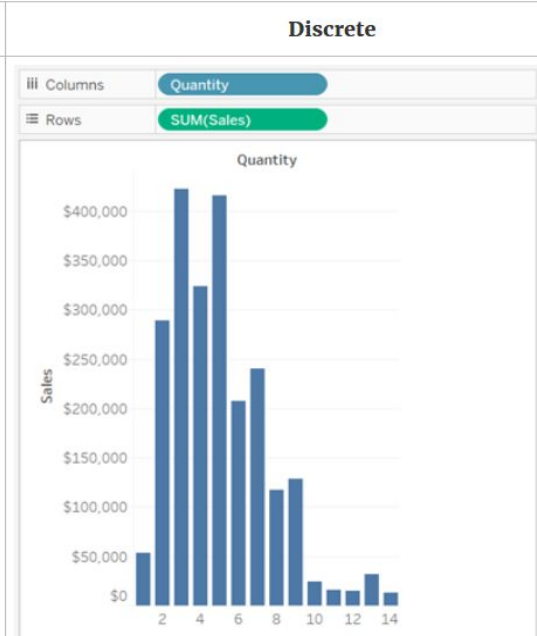 Discrete
Columns Quantity
Rows SUM(Sales)
Quantity
$400,000
$350,000
$300,000
$250,000
Sales
$200,000
$150,000
$100,000
$50,000
$0
2 4 6 8 10 12 14